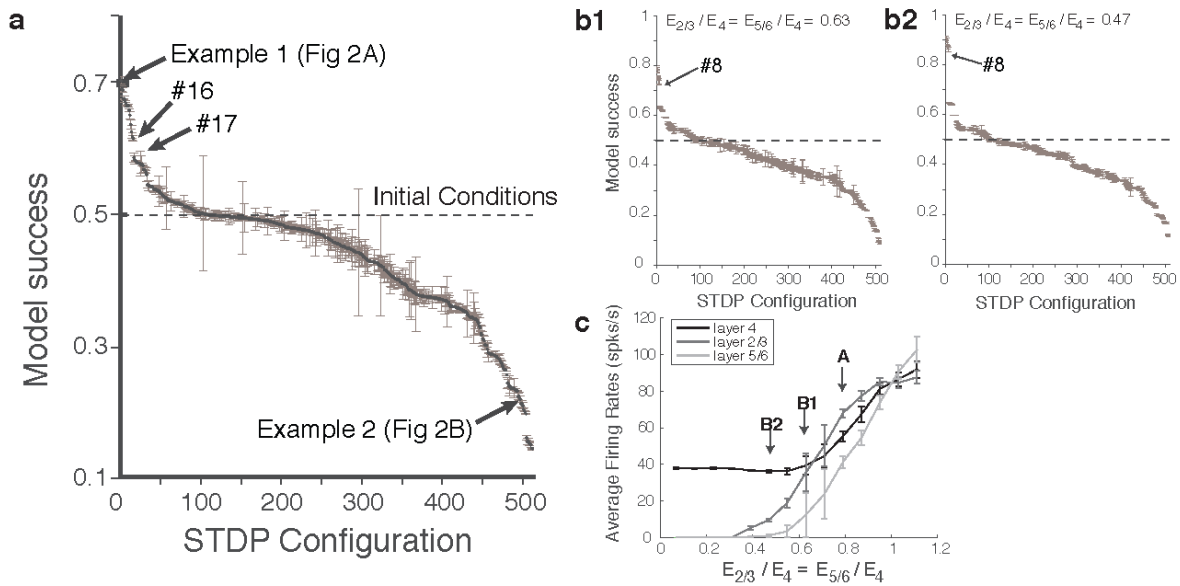 a
Example 1 (Fig 2A)
#16
#17
Initial Conditions
Example 2 (Fig 2B)
Model success
0.7
0.5
0.3
0.1
0 100 200 300 400 500
STDP Configuration
b1
E2/3 / E4 = E5/6 / E4 = 0.63
#8
Model success
1
0.8
0.6
0.4
0.2
0
0 100 200 300 400 500
STDP Configuration
b2
E2/3 / E4 = E5/6 / E4 = 0.47
#8
1
0.8
0.6
0.4
0.2
0
0 100 200 300 400 500
STDP Configuration
c
layer 4
layer 2/3
layer 5/6
A
B1
B2
Average Firing Rates (spks/s)
120
100
80
60
40
20
0
0 0.2 0.4 0.6 0.8 1 1.2
E2/3 / E4 = E5/6 / E4